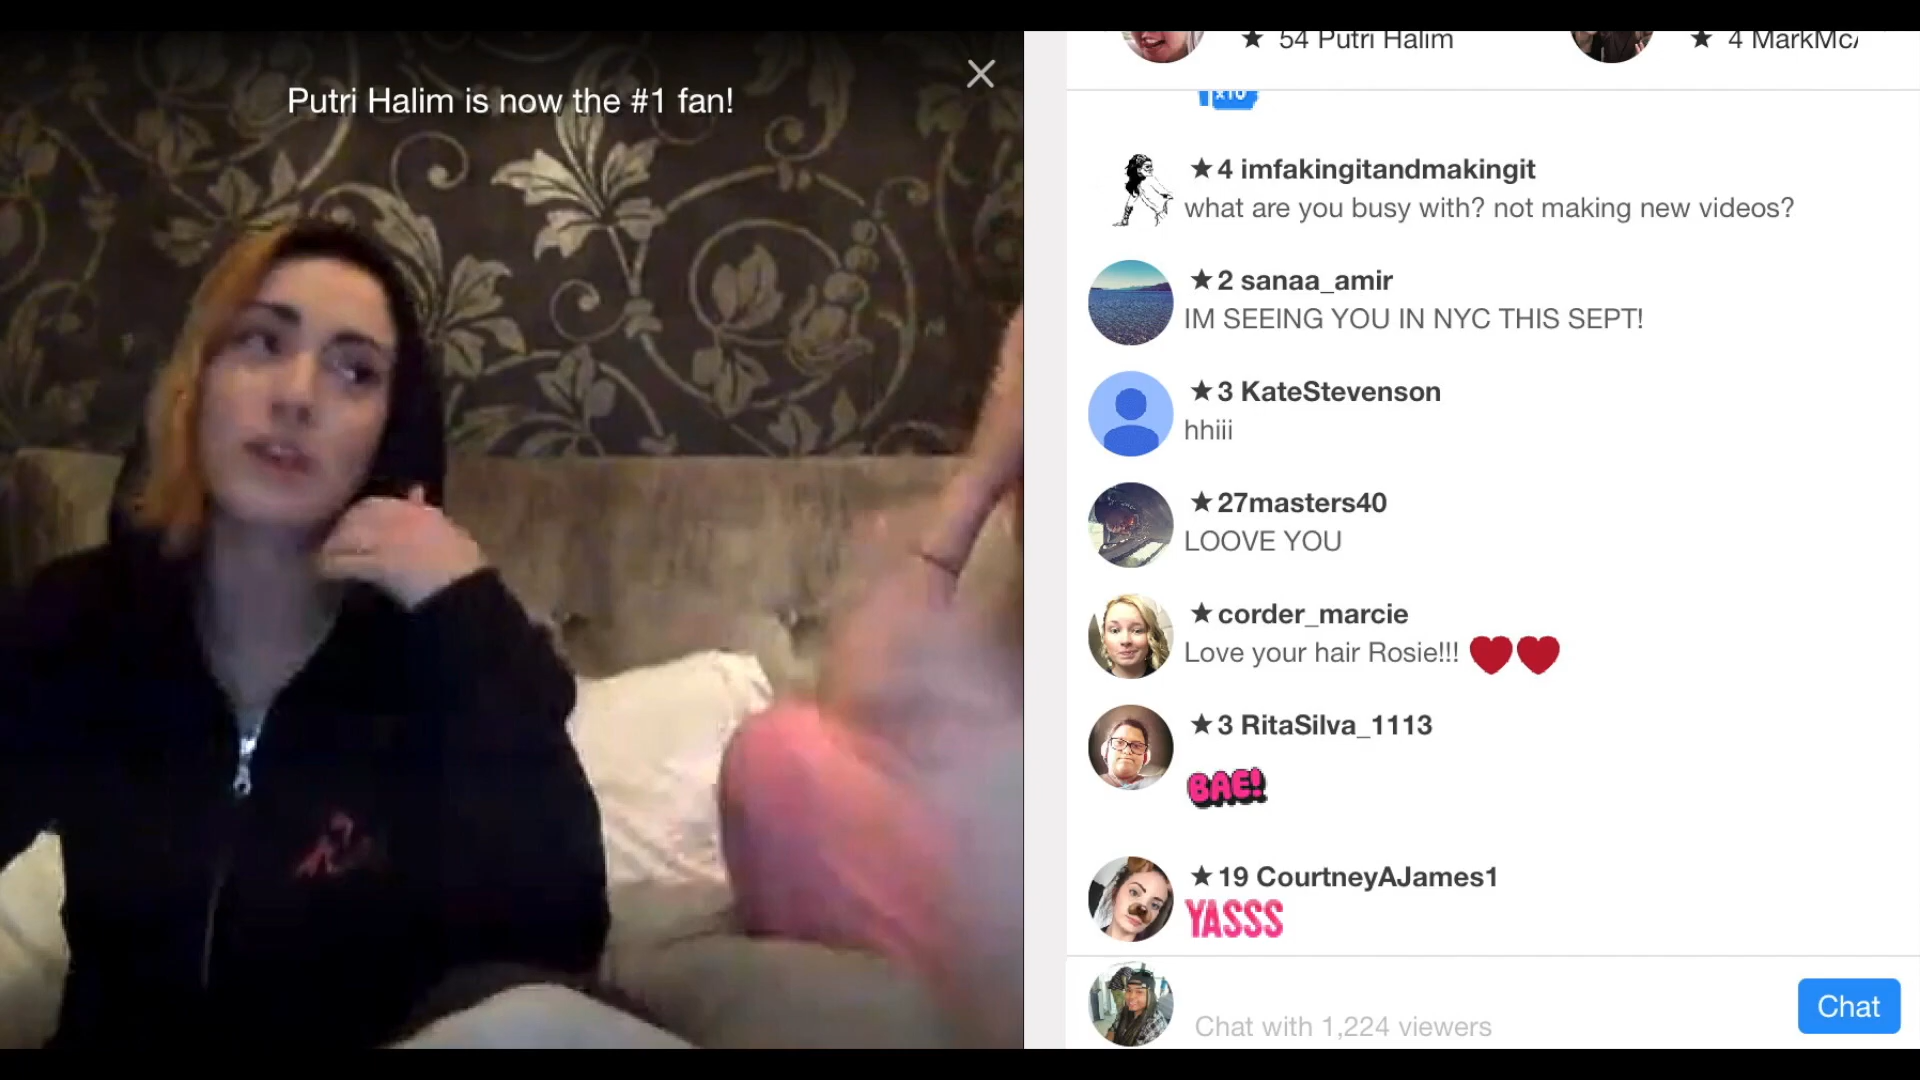 Putri Halim is now the #1 fan!
★ 54 Putri Halim
★ 4 MarkMc
x10
★ 4 imfakingitandmakingit
what are you busy with? not making new videos?
★ 2 sanaa_amir
IM SEEING YOU IN NYC THIS SEPT!
★ 3 KateStevenson
hhiii
★ 27masters40
LOOVE YOU
★ corder_marcie
Love your hair Rosie!!! ❤❤
★ 3 RitaSilva_1113
BAE!
★ 19 CourtneyAJames1
YASSS
Chat with 1,224 viewers
Chat